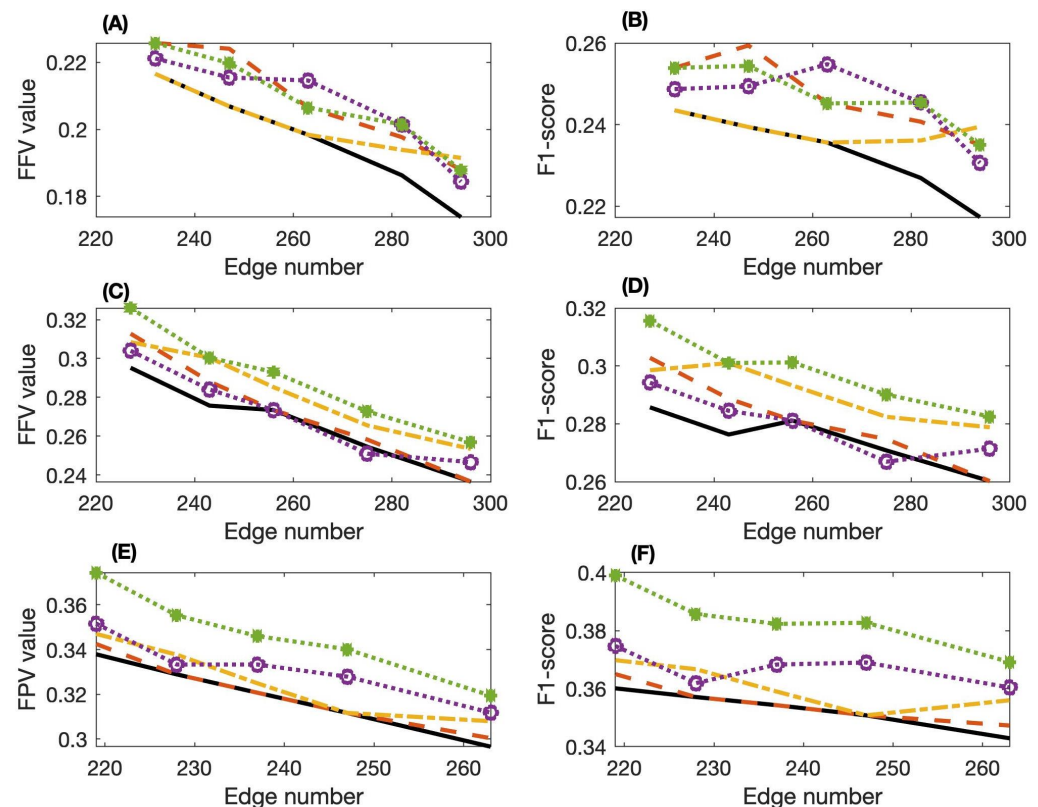 (A)
FFV value
0.22
0.2
0.18
220 240 260 280 300
Edge number
(B)
F1-score
0.26
0.24
0.22
220 240 260 280 300
Edge number
(C)
FFV value
0.32
0.3
0.28
0.26
0.24
220 240 260 280 300
Edge number
(D)
F1-score
0.32
0.3
0.28
0.26
220 240 260 280 300
Edge number
(E)
FPV value
0.36
0.34
0.32
0.3
220 230 240 250 260
Edge number
(F)
F1-score
0.4
0.38
0.36
0.34
220 230 240 250 260
Edge number